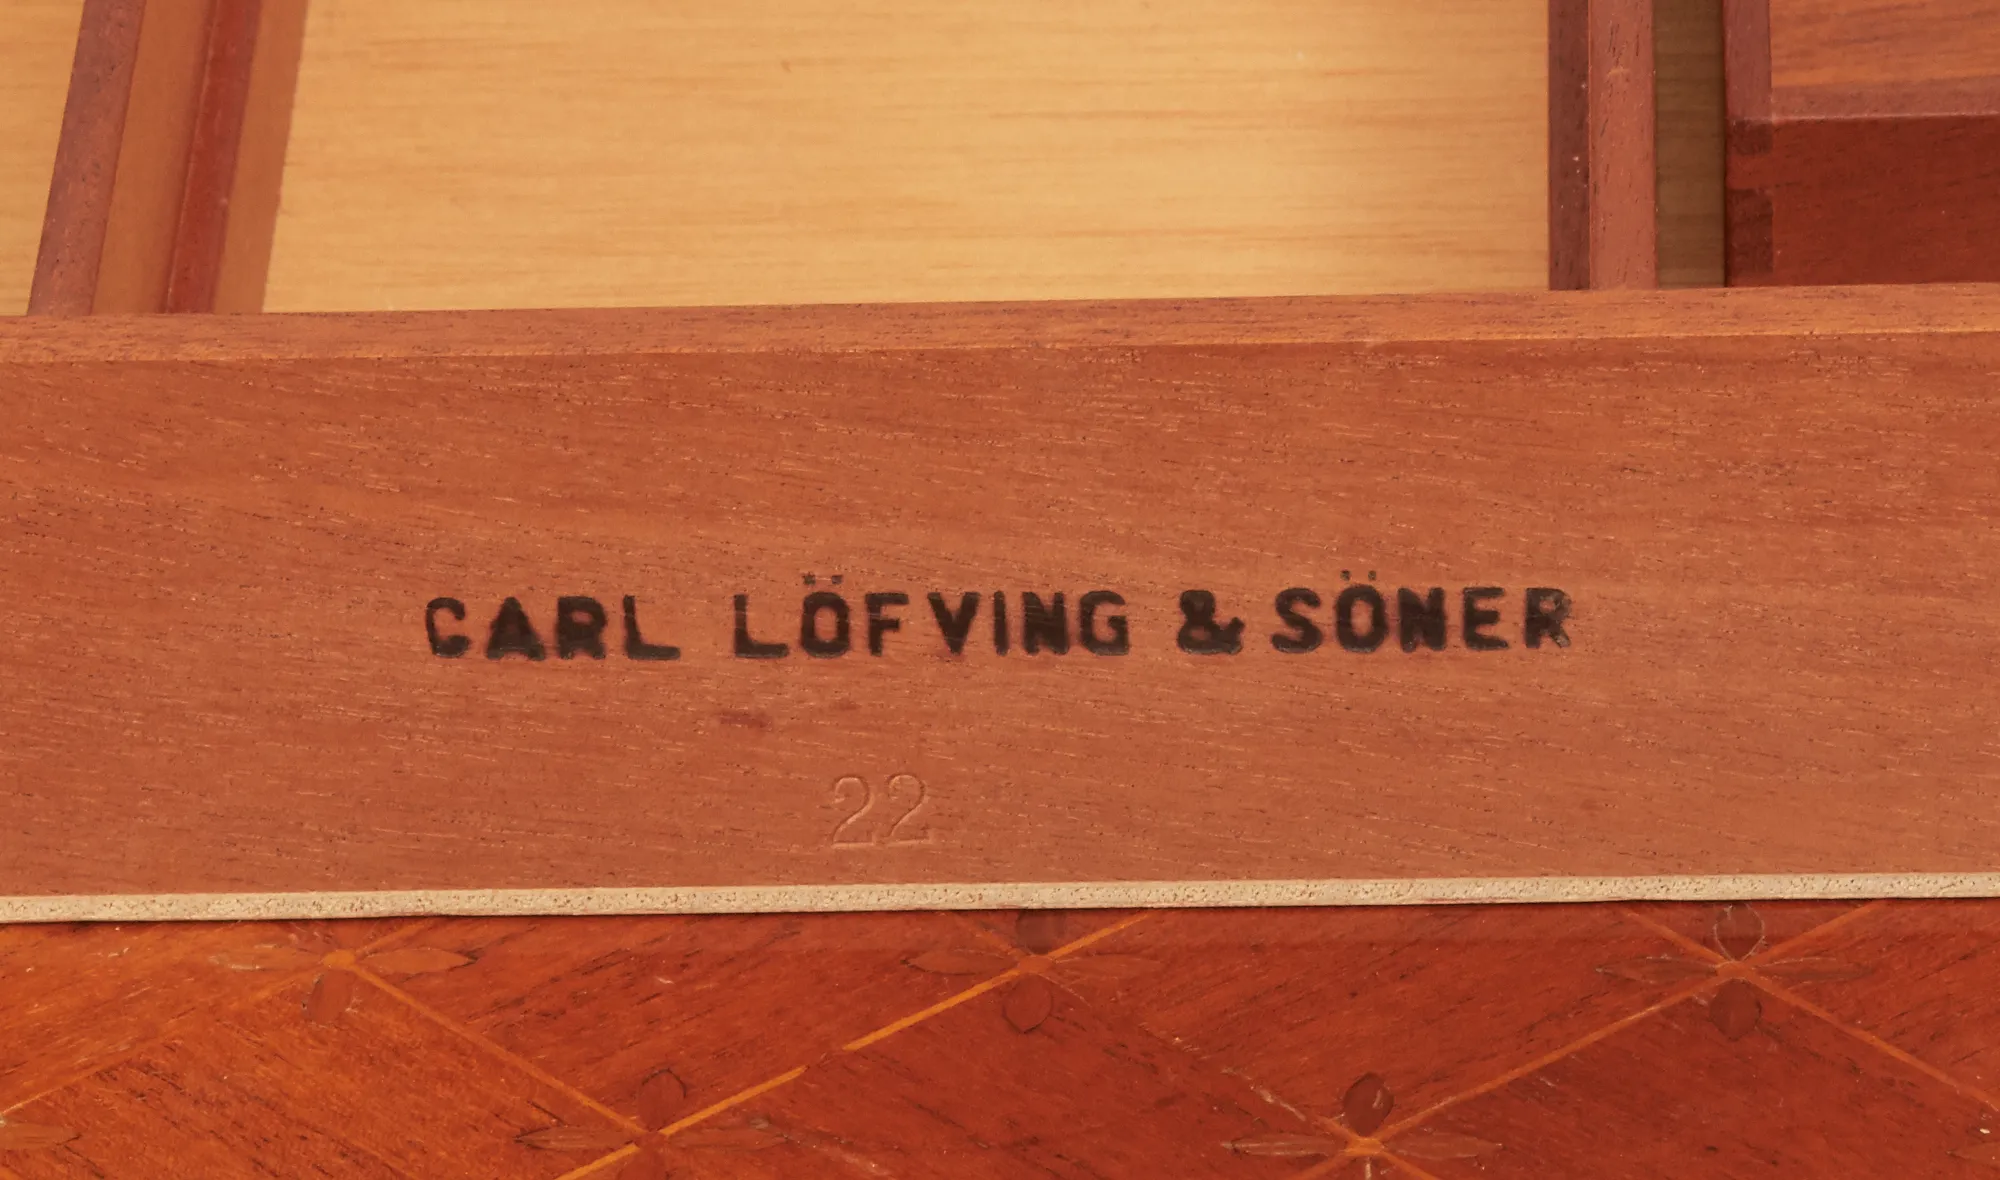 CARL LÖFVING & SÖNER
22